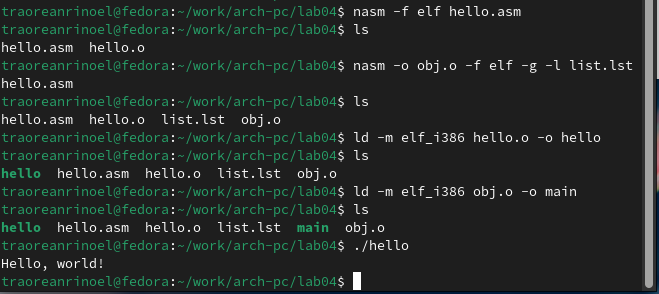 traoreanrinoel@fedora:~/work/arch-pc/lab04$ nasm -f elf hello.asm
traoreanrinoel@fedora:~/work/arch-pc/lab04$ ls
hello.asm  hello.o
traoreanrinoel@fedora:~/work/arch-pc/lab04$ nasm -o obj.o -f elf -g -l list.lst
hello.asm
traoreanrinoel@fedora:~/work/arch-pc/lab04$ ls
hello.asm  hello.o  list.lst  obj.o
traoreanrinoel@fedora:~/work/arch-pc/lab04$ ld -m elf_i386 hello.o -o hello
traoreanrinoel@fedora:~/work/arch-pc/lab04$ ls
hello  hello.asm  hello.o  list.lst  obj.o
traoreanrinoel@fedora:~/work/arch-pc/lab04$ ld -m elf_i386 obj.o -o main
traoreanrinoel@fedora:~/work/arch-pc/lab04$ ls
hello  hello.asm  hello.o  list.lst  main  obj.o
traoreanrinoel@fedora:~/work/arch-pc/lab04$ ./hello
Hello, world!
traoreanrinoel@fedora:~/work/arch-pc/lab04$